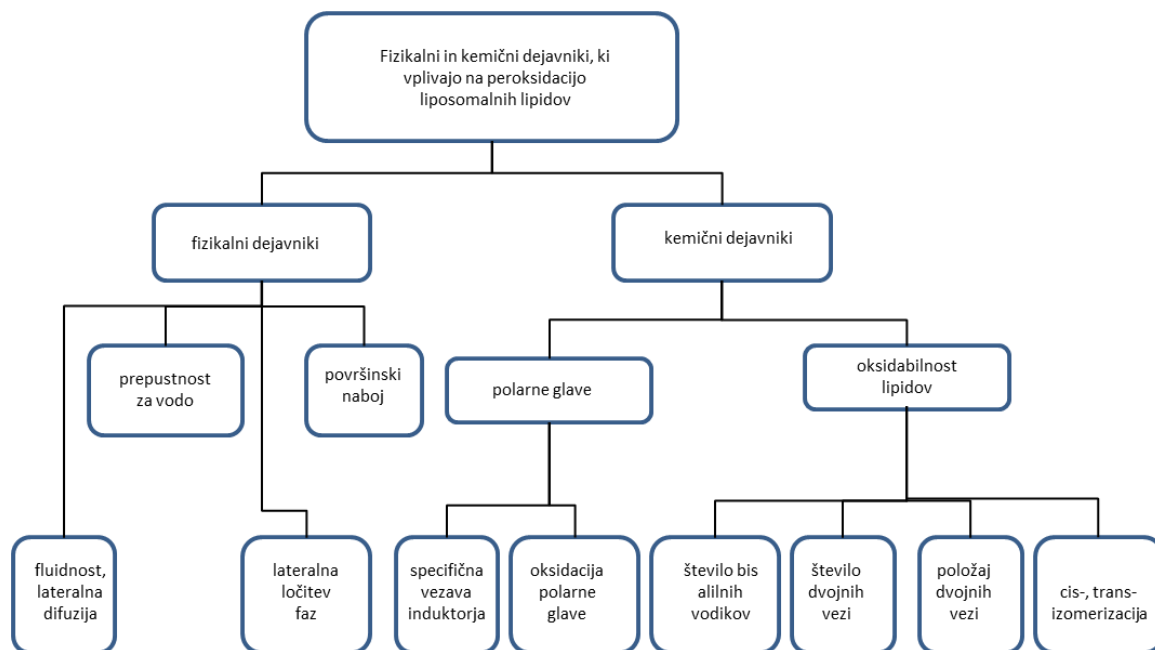 Fizikalni in kemični dejavniki, ki
vplivajo na peroksidacijo
liposomalnih lipidov
fizikalni dejavniki
kemični dejavniki
prepustnost
za vodo
površinski
naboj
polarne glave
oksidabilnost
lipidov
fluidnost,
lateralna
difuzija
lateralna
ločitev
faz
specifična
vezava
induktorja
oksidacija
polarne
glave
število bis
alilnih
vodikov
število
dvojnih
vezi
položaj
dvojnih
vezi
cis-, trans-
izomerizacija